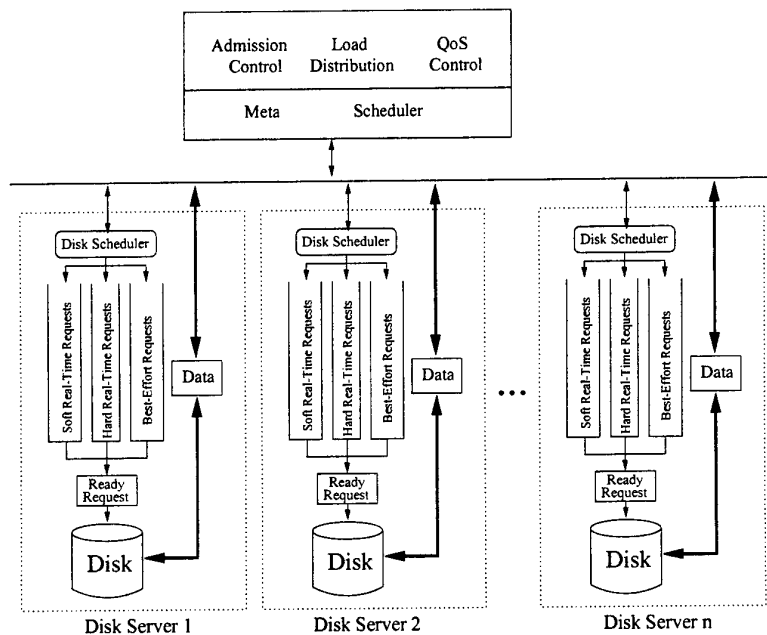 Admission Control
Load Distribution
QoS Control
Meta Scheduler
Disk Scheduler
Soft Real-Time Requests
Hard Real-Time Requests
Best-Effort Requests
Data
Ready Request
Disk
Disk Server 1
Disk Scheduler
Soft Real-Time Requests
Hard Real-Time Requests
Best-Effort Requests
Data
Ready Request
Disk
Disk Server 2
...
Disk Scheduler
Soft Real-Time Requests
Hard Real-Time Requests
Best-Effort Requests
Data
Ready Request
Disk
Disk Server n